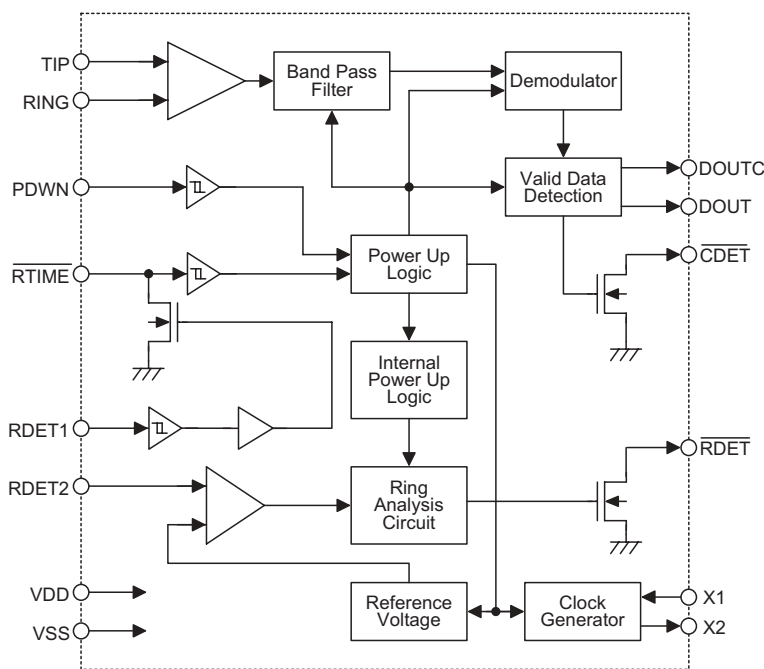 TIP
RING
Band Pass
Filter
Demodulator
PDWN
Valid Data
Detection
DOUTC
DOUT
RTIME
Power Up
Logic
CDET
Internal
Power Up
Logic
RDET1
RDET2
Ring
Analysis
Circuit
RDET
VDD
VSS
Reference
Voltage
Clock
Generator
X1
X2